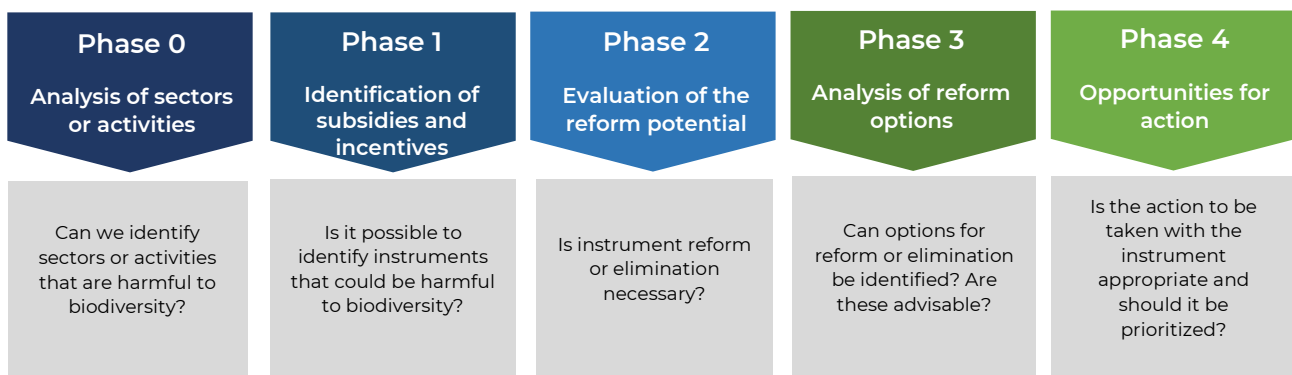 Phase 0
Analysis of sectors
or activities
Can we identify
sectors or activities
that are harmful to
biodiversity?
Phase 1
Identification of
subsidies and
incentives
Is it possible to
identify instruments
that could be harmful
to biodiversity?
Phase 2
Evaluation of the
reform potential
Is instrument reform
or elimination
necessary?
Phase 3
Analysis of reform
options
Can options for
reform or elimination
be identified? Are
these advisable?
Phase 4
Opportunities for
action
Is the action to be
taken with the
instrument
appropriate and
should it be
prioritized?